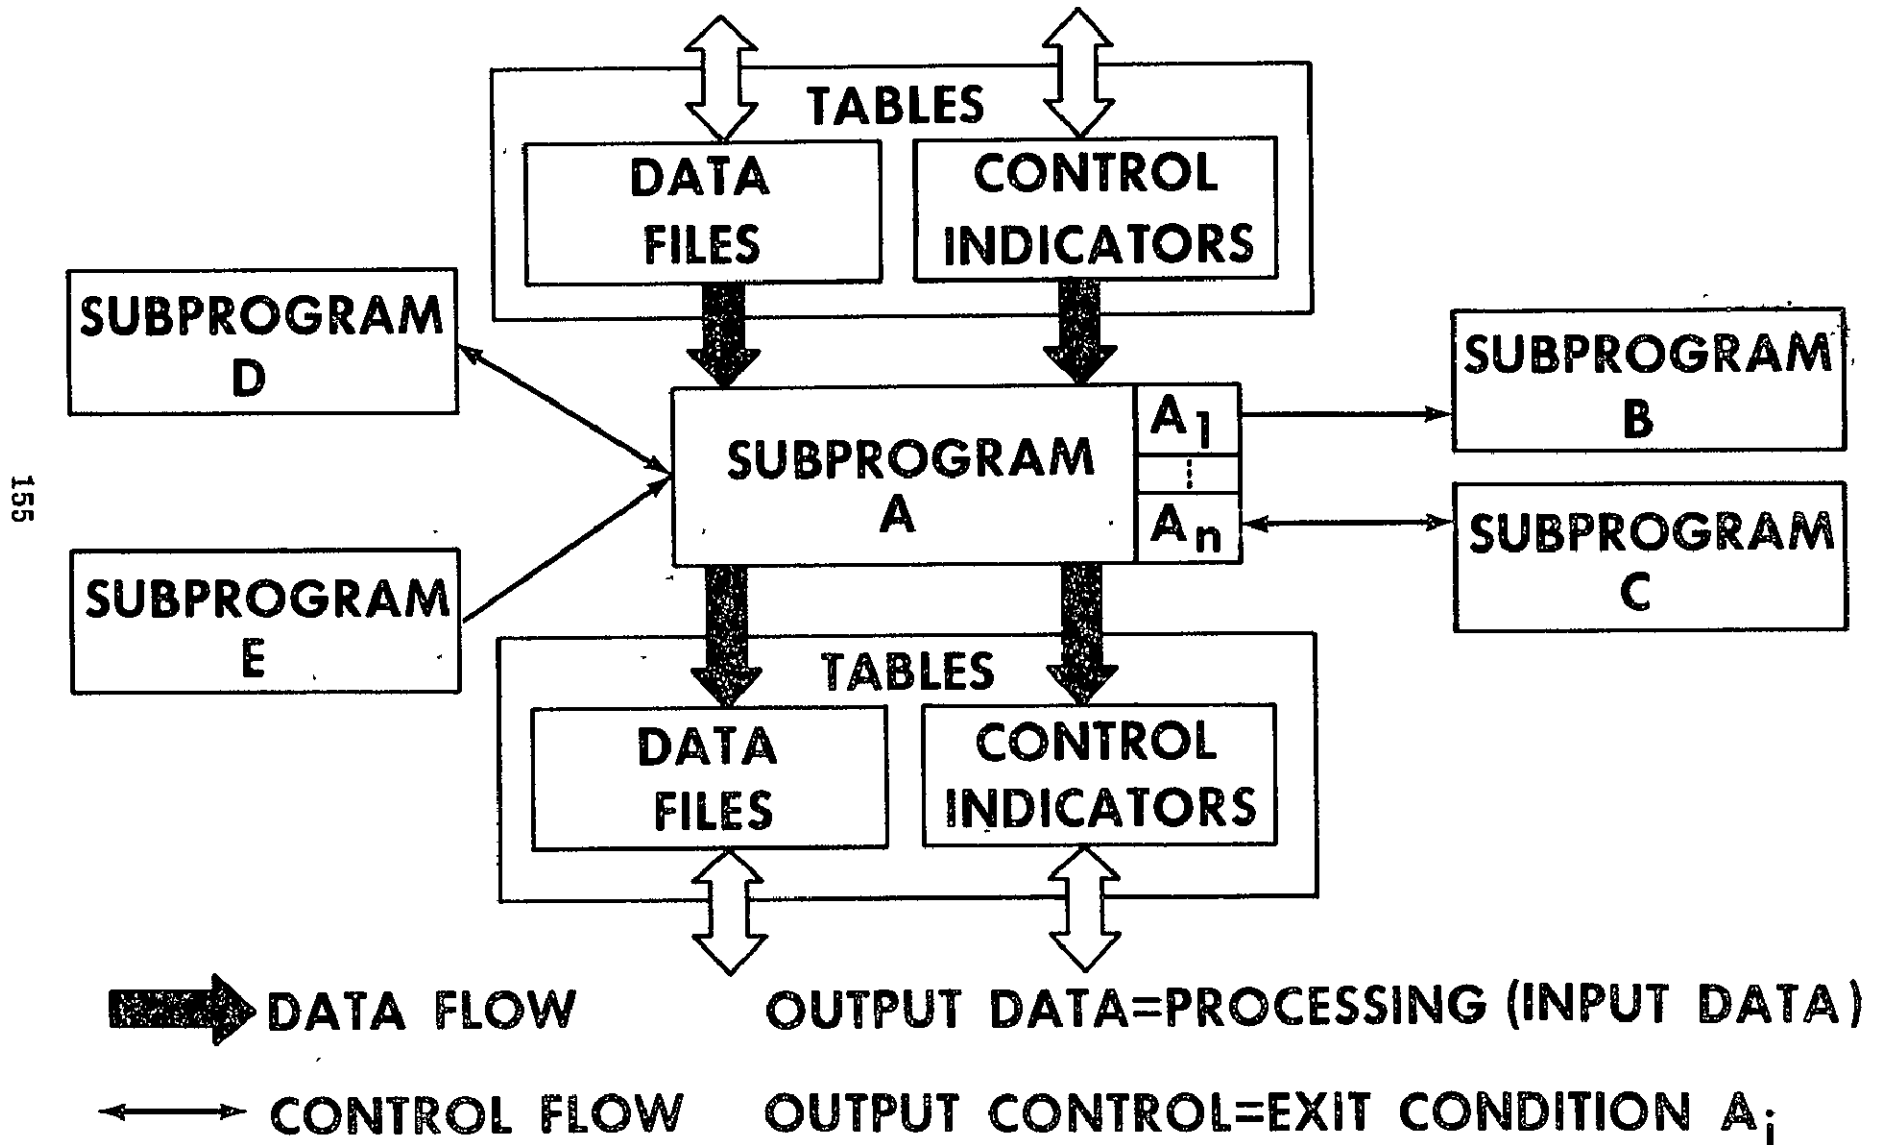 TABLES
DATA
FILES
CONTROL
INDICATORS
SUBPROGRAM
D
SUBPROGRAM
E
SUBPROGRAM
A
A1
An
SUBPROGRAM
B
SUBPROGRAM
C
155
TABLES
DATA
FILES
CONTROL
INDICATORS
DATA FLOW
OUTPUT DATA=PROCESSING (INPUT DATA)
CONTROL FLOW
OUTPUT CONTROL=EXIT CONDITION Ai